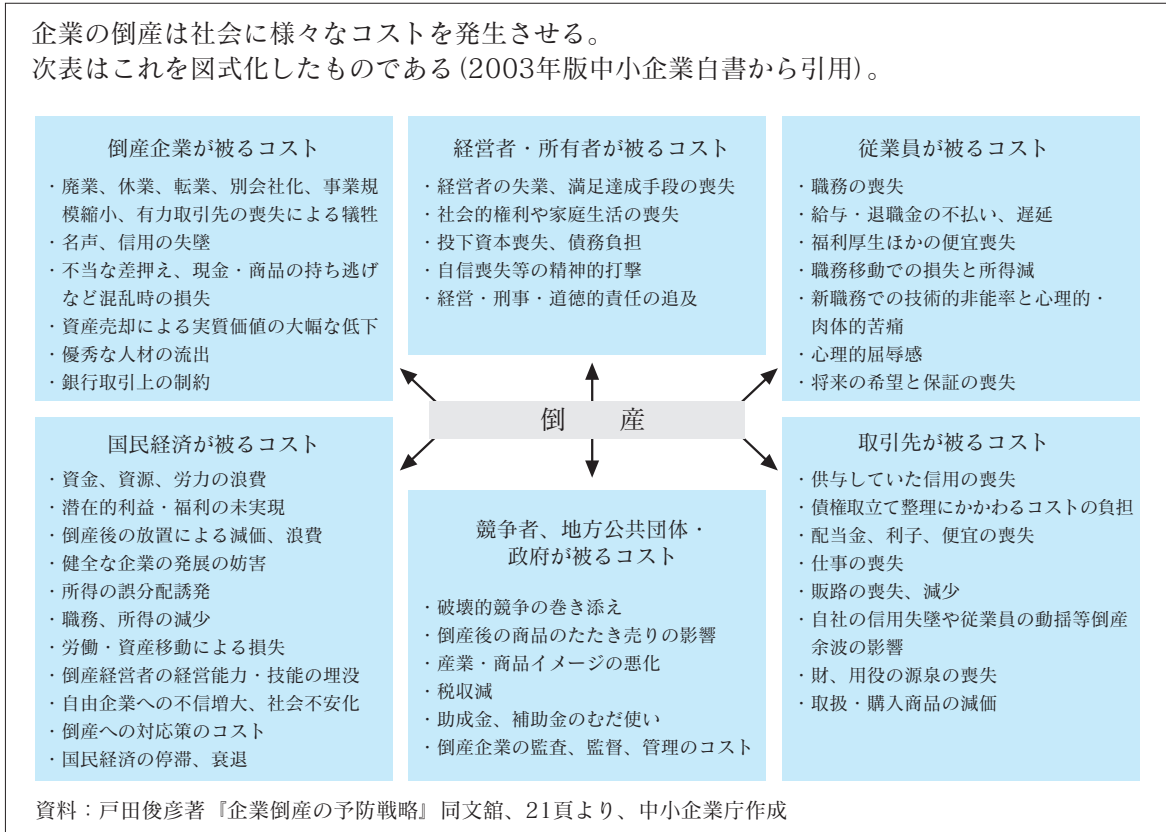 企業の倒産は社会に様々なコストを発生させる。
次表はこれを図式化したものである(2003年版中小企業白書から引用)。
倒産企業が被るコスト
・廃業、休業、転業、別会社化、事業規
模縮小、有力取引先の喪失による犠牲
・名声、信用の失墜
・不当な差押え、現金・商品の持ち逃げ
など混乱時の損失
・資産売却による実質価値の大幅な低下
・優秀な人材の流出
・銀行取引上の制約
経営者・所有者が被るコスト
・経営者の失業、満足達成手段の喪失
・社会的権利や家庭生活の喪失
・投下資本喪失、債務負担
・自信喪失等の精神的打撃
・経営・刑事・道徳的責任の追及
従業員が被るコスト
・職務の喪失
・給与・退職金の不払い、遅延
・福利厚生ほかの便宜喪失
・職務移動での損失と所得減
・新職務での技術的非能率と心理的・
肉体的苦痛
・心理的屈辱感
・将来の希望と保証の喪失
倒 産
国民経済が被るコスト
・資金、資源、労力の浪費
・潜在的利益・福利の未実現
・倒産後の放置による減価、浪費
・健全な企業の発展の妨害
・所得の誤分配誘発
・職務、所得の減少
・労働・資産移動による損失
・倒産経営者の経営能力・技能の埋没
・自由企業への不信増大、社会不安化
・倒産への対応策のコスト
・国民経済の停滞、衰退
競争者、地方公共団体・
政府が被るコスト
・破壊的競争の巻き添え
・倒産後の商品のたたき売りの影響
・産業・商品イメージの悪化
・税収減
・助成金、補助金のむだ使い
・倒産企業の監査、監督、管理のコスト
取引先が被るコスト
・供与していた信用の喪失
・債権取立て整理にかかわるコストの負担
・配当金、利子、便宜の喪失
・仕事の喪失
・販路の喪失、減少
・自社の信用失墜や従業員の動揺等倒産
余波の影響
・財、用役の源泉の喪失
・取扱・購入商品の減価
資料：戸田俊彦著『企業倒産の予防戦略』同文舘、21頁より、中小企業庁作成